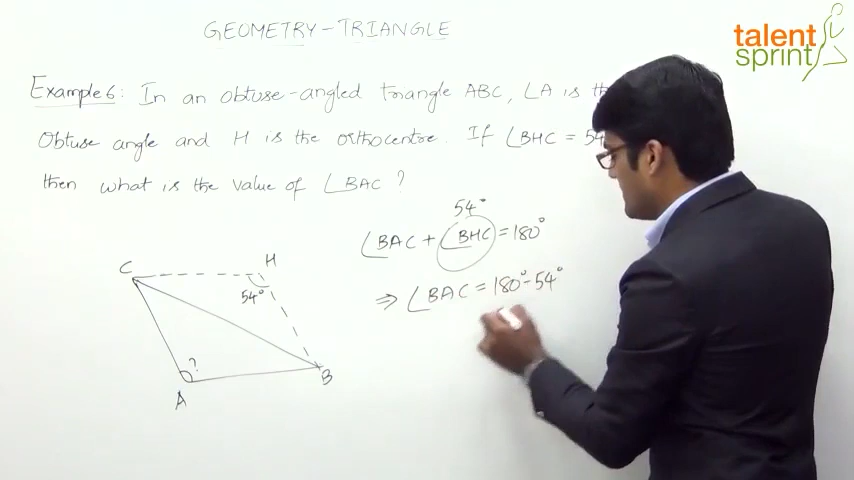 GEOMETRY-TRIANGLE
talent
sprint
Example 6: In an obtuse-angled triangle ABC, ∠A is
Obtuse angle and H is the orthocentre. If ∠BHC = 54
then what is the value of ∠BAC ?
54°
∠BAC + ∠BHC = 180°
⇒ ∠BAC = 180° - 54°
C
H
54°
?
B
A